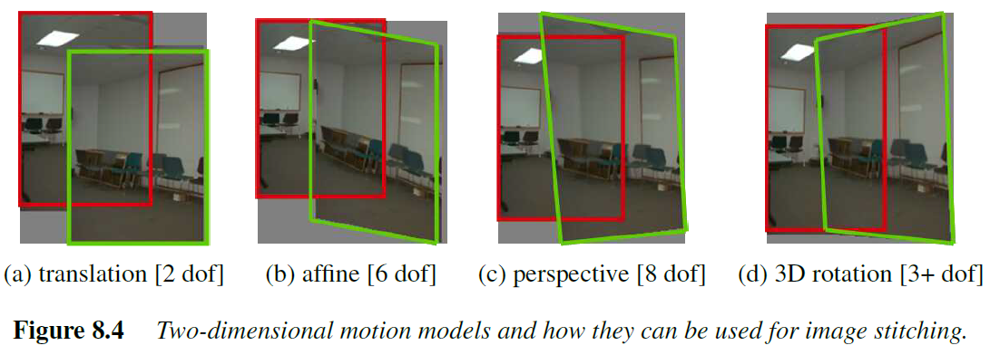 (a) translation [2 dof] (b) affine [6 dof] (c) perspective [8 dof] (d) 3D rotation [3+ dof]
Figure 8.4 Two-dimensional motion models and how they can be used for image stitching.